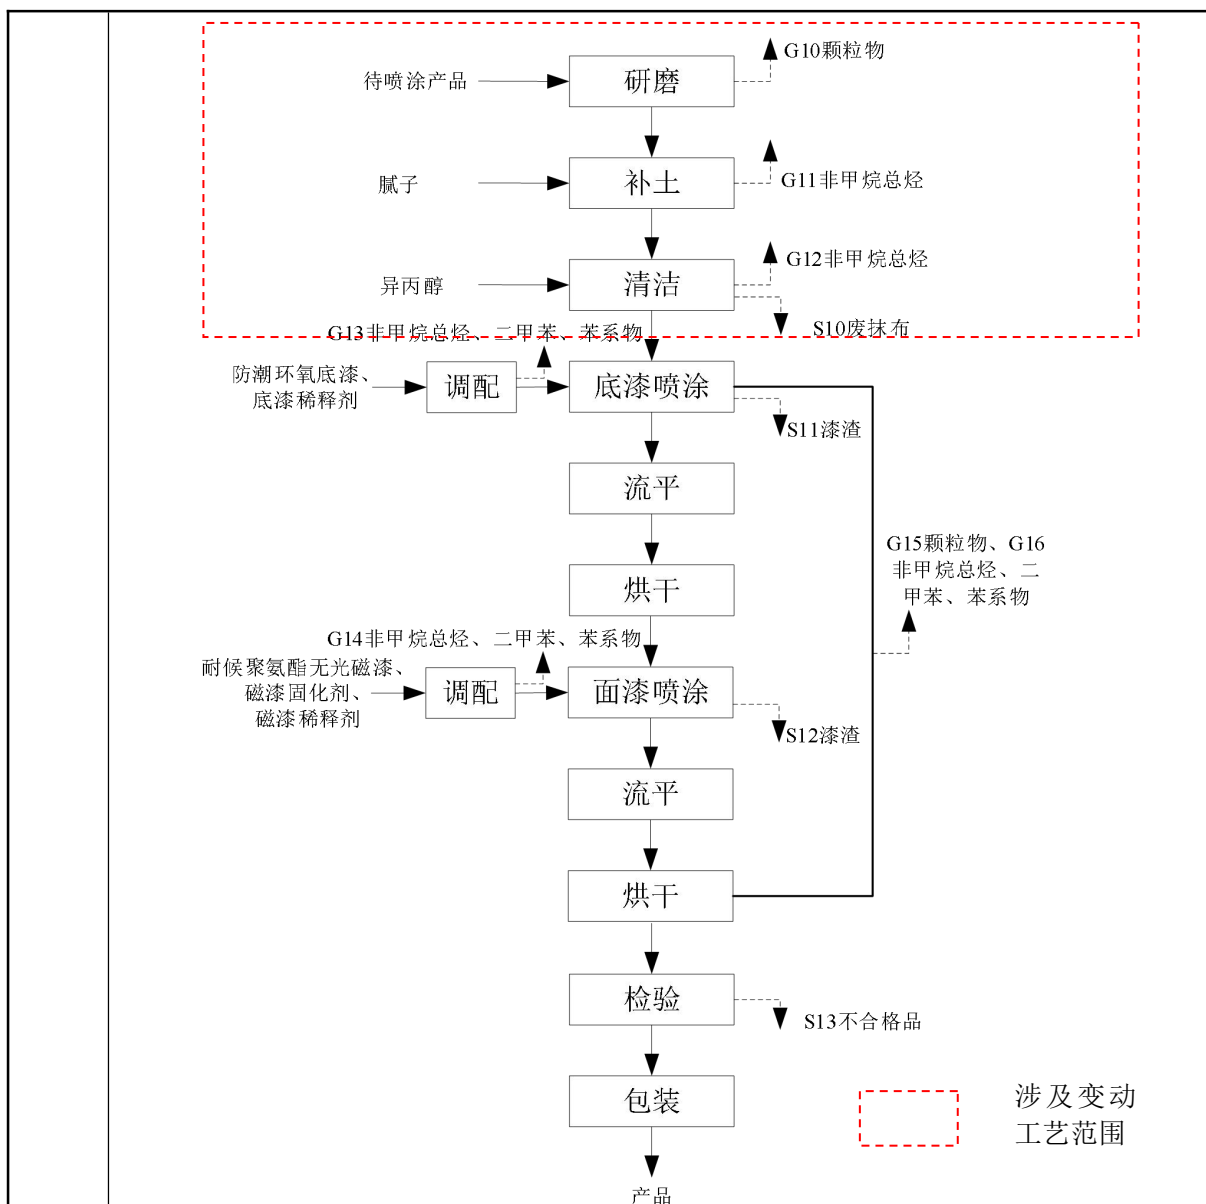 G10颗粒物
待喷涂产品
研磨
腻子
补土
G11非甲烷总烃
G12非甲烷总烃
异丙醇
清洁
S10废抹布
G13非甲烷总烃、二甲苯、苯系物
防潮环氧底漆、
底漆稀释剂
调配
底漆喷涂
S11漆渣
流平
G15颗粒物、G16
非甲烷总烃、二
甲苯、苯系物
烘干
G14非甲烷总烃、二甲苯、苯系物
耐候聚氨酯无光磁漆、
磁漆固化剂、
磁漆稀释剂
调配
面漆喷涂
S12漆渣
流平
烘干
检验
S13不合格品
包装
涉及变动
工艺范围
产品